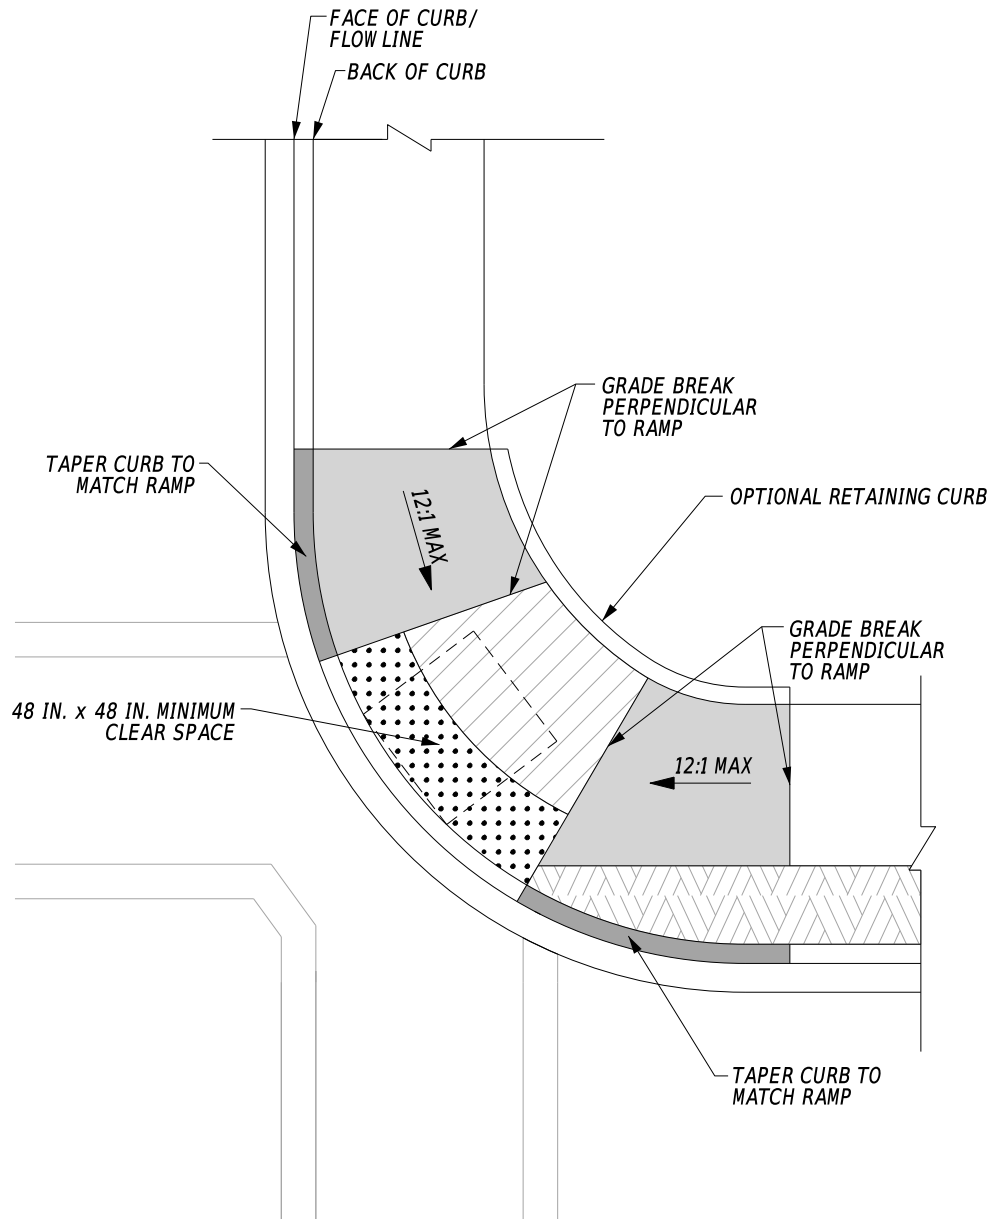 FACE OF CURB/
FLOW LINE
BACK OF CURB
GRADE BREAK
PERPENDICULAR
TO RAMP
TAPER CURB TO
MATCH RAMP
12:1 MAX
OPTIONAL RETAINING CURB
GRADE BREAK
PERPENDICULAR
TO RAMP
48 IN. x 48 IN. MINIMUM
CLEAR SPACE
12:1 MAX
TAPER CURB TO
MATCH RAMP